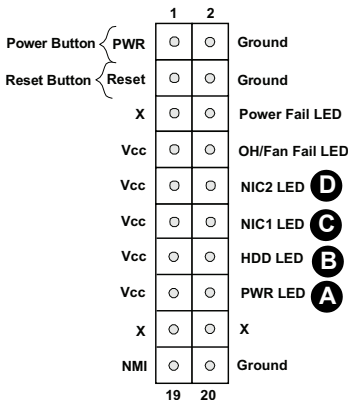 1 2
Power Button PWR Ground
Reset Button Reset Ground
X Power Fail LED
Vcc OH/Fan Fail LED
Vcc NIC2 LED D
Vcc NIC1 LED C
Vcc HDD LED B
Vcc PWR LED A
X X
NMI Ground
19 20